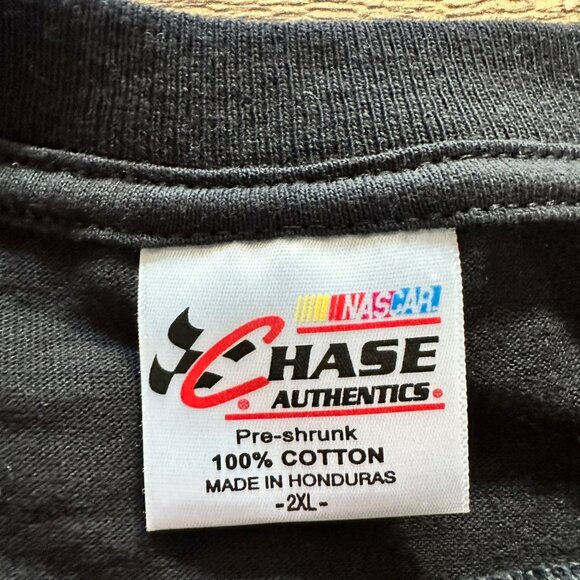 NASCAR.
CHASE
AUTHENTICS®
®
Pre-shrunk
100% COTTON
MADE IN HONDURAS
-2XL-